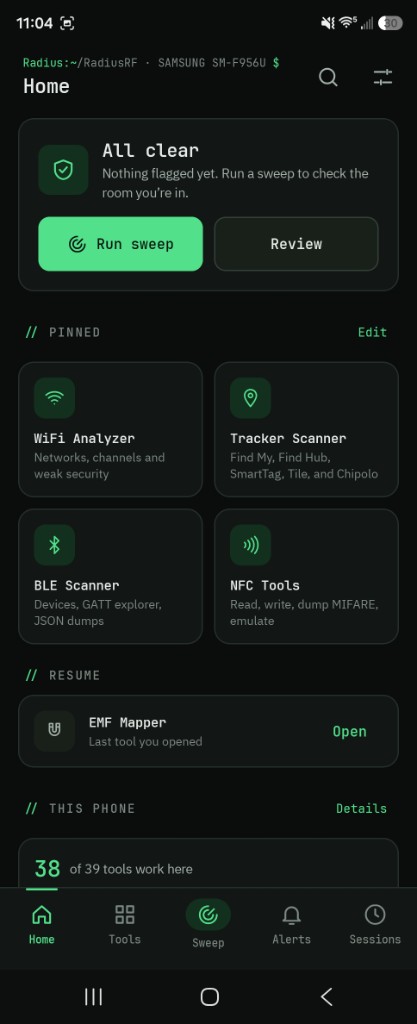 11:04
30
Radius:~/RadiusRF · SAMSUNG SM-F956U $
Home
All clear
Nothing flagged yet. Run a sweep to check the
room you're in.
Run sweep
Review
// PINNED
Edit
WiFi Analyzer
Networks, channels and
weak security
Tracker Scanner
Find My, Find Hub,
SmartTag, Tile, and Chipolo
BLE Scanner
Devices, GATT explorer,
JSON dumps
NFC Tools
Read, write, dump MIFARE,
emulate
// RESUME
EMF Mapper
Last tool you opened
Open
// THIS PHONE
Details
38 of 39 tools work here
Home
Tools
Sweep
Alerts
Sessions